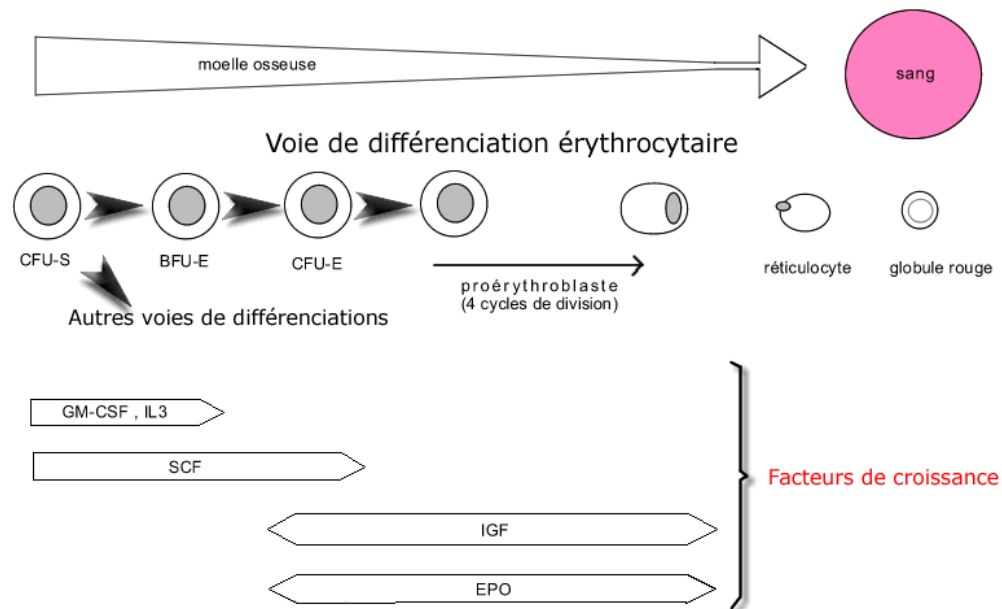 moelle osseuse
sang
Voie de différenciation érythrocytaire
CFU-S
BFU-E
CFU-E
réticulocyte
globule rouge
proérythroblaste
(4 cycles de division)
Autres voies de différenciations
GM-CSF , IL3
SCF
Facteurs de croissance
IGF
EPO